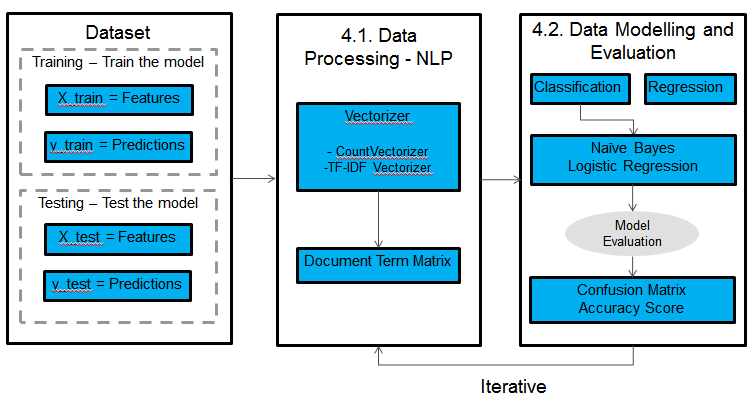 Dataset
Training – Train the model
X_train = Features
y_train = Predictions
Testing – Test the model
X_test = Features
y_test = Predictions
4.1. Data
Processing - NLP
Vectorizer
- CountVectorizer
-TF-IDF Vectorizer
Document Term Matrix
4.2. Data Modelling and
Evaluation
Classification
Regression
Naïve Bayes
Logistic Regression
Model
Evaluation
Confusion Matrix
Accuracy Score
Iterative